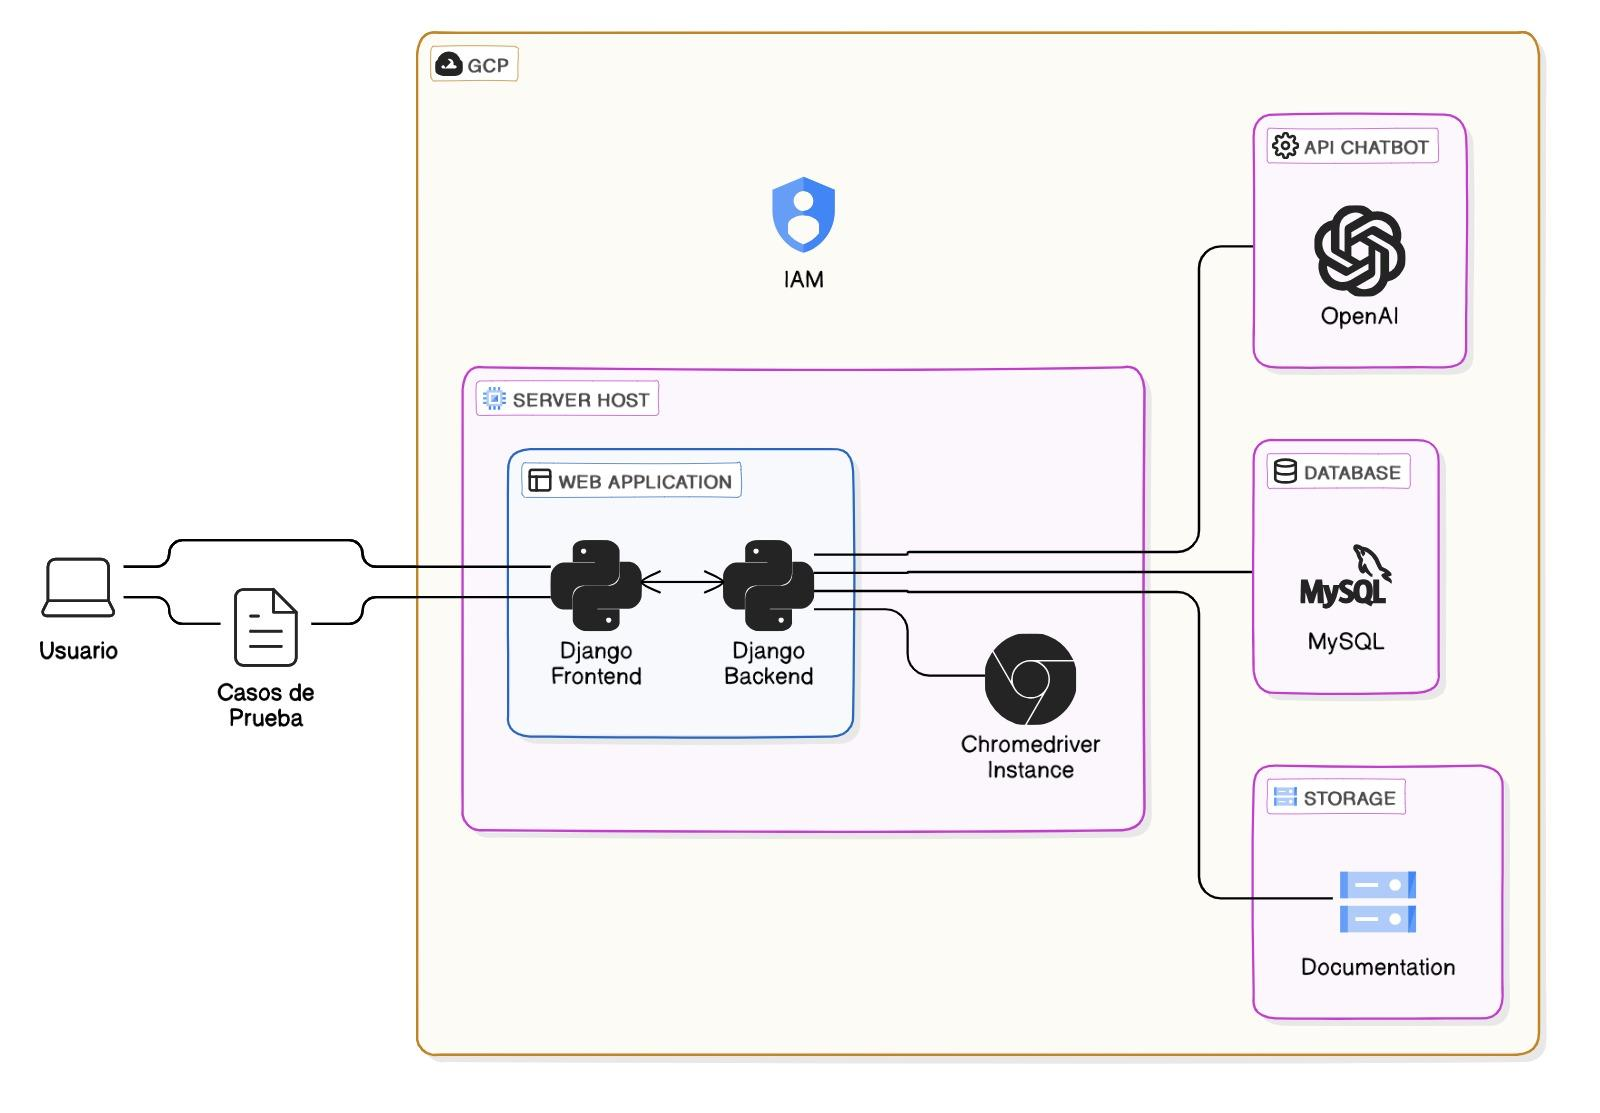 GCP
API CHATBOT
OpenAI
IAM
SERVER HOST
WEB APPLICATION
Django
Frontend
Django
Backend
Chromedriver
Instance
Usuario
Casos de
Prueba
DATABASE
MySQL
MySQL
STORAGE
Documentation